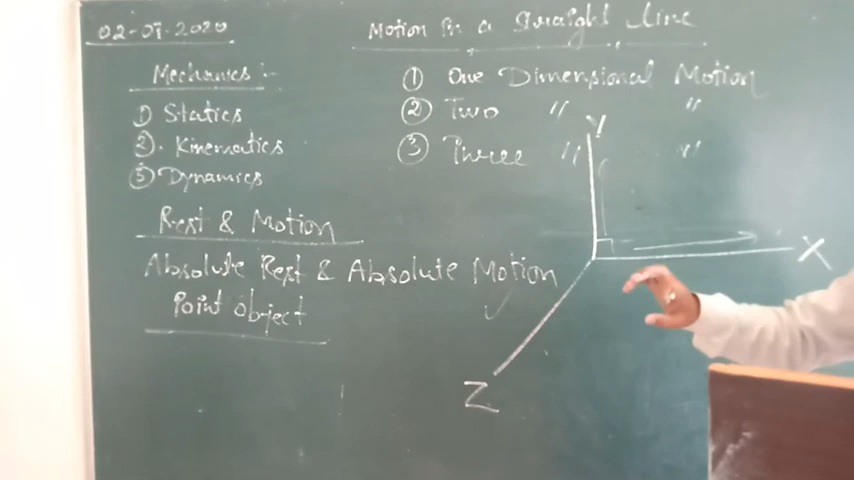 02-07-2020
Motion in a Straight Line
Mechanics :-
① Statics
②. Kinematics
③ Dynamics
① One Dimensional Motion
② Two " "
③ Three " "
Rest & Motion
Absolute Rest & Absolute Motion
Point object
Y
X
Z